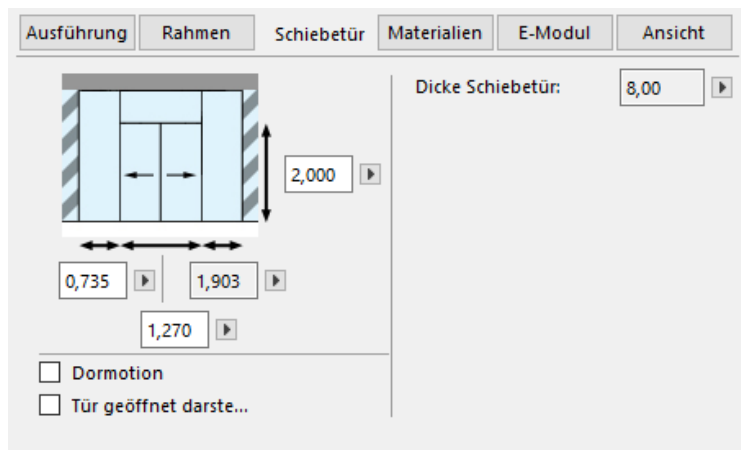 Ausführung Rahmen Schiebetür Materialien E-Modul Ansicht
Dicke Schiebetür: 8,00
2,000
0,735 1,903
1,270
Dormotion
Tür geöffnet darste...